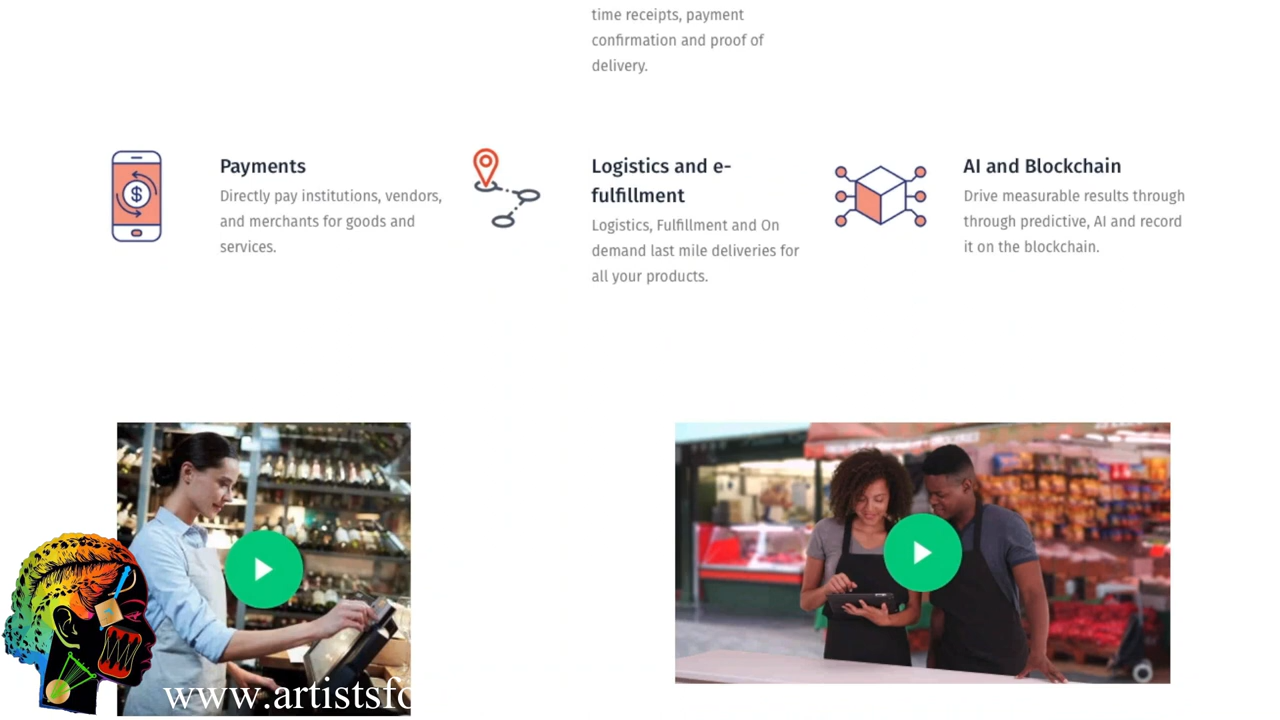 time receipts, payment
confirmation and proof of
delivery.
Payments
Directly pay institutions, vendors,
and merchants for goods and
services.
Logistics and e-
fulfillment
Logistics, Fulfillment and On
demand last mile deliveries for
all your products.
AI and Blockchain
Drive measurable results through
through predictive, AI and record
it on the blockchain.
www.artistsfo